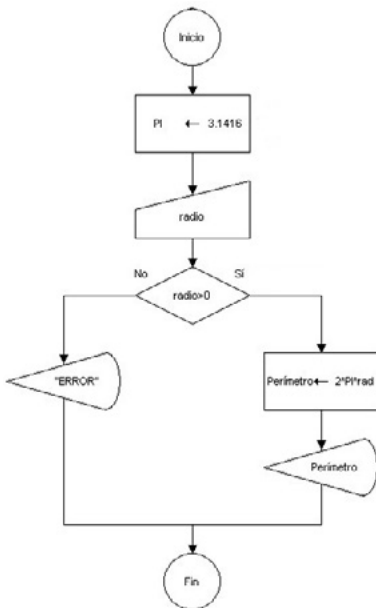 Inicio
PI ← 3.1416
radio
No Sí
radio>0
"ERROR"
Perímetro← 2*PI*rad
Perímetro
Fin